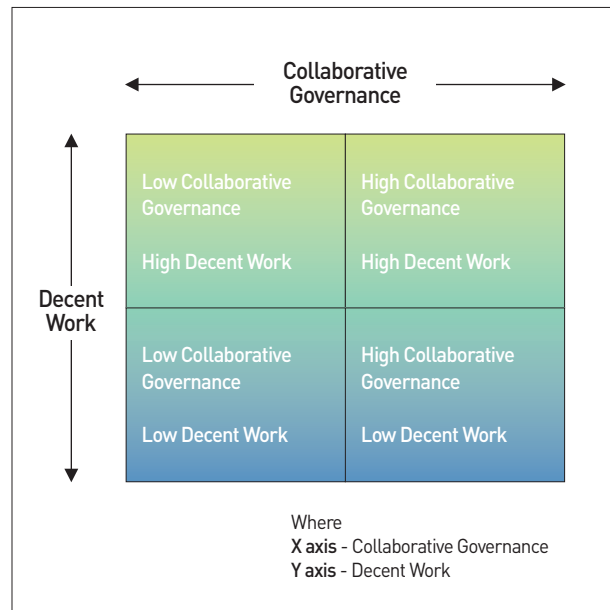 Collaborative
Governance
Decent
Work
Low Collaborative
Governance
High Decent Work
High Collaborative
Governance
High Decent Work
Low Collaborative
Governance
Low Decent Work
High Collaborative
Governance
Low Decent Work
Where
X axis - Collaborative Governance
Y axis - Decent Work